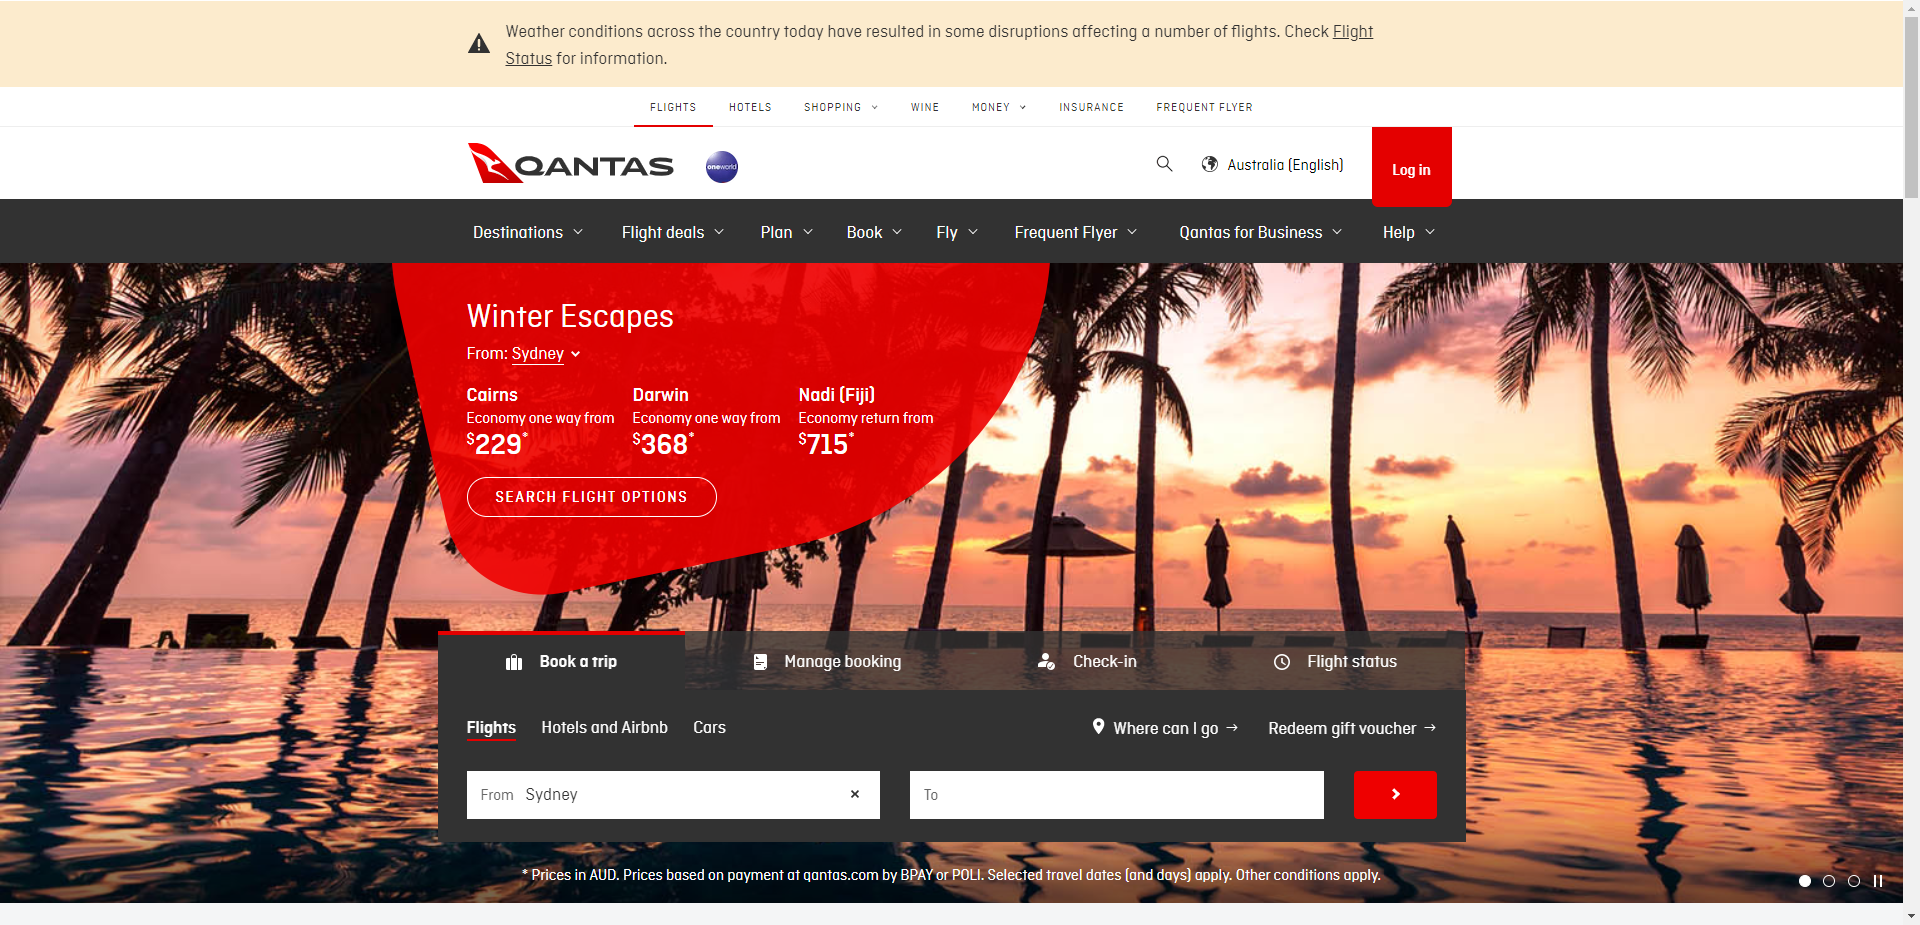 Weather conditions across the country today have resulted in some disruptions affecting a number of flights. Check Flight
Status for information.
FLIGHTS HOTELS SHOPPING WINE MONEY INSURANCE FREQUENT FLYER
QANTAS oneworld Australia (English) Log in
Destinations Flight deals Plan Book Fly Frequent Flyer Qantas for Business Help
Winter Escapes
From: Sydney
Cairns Darwin Nadi (Fiji)
Economy one way from Economy one way from Economy return from
$229* $368* $715*
SEARCH FLIGHT OPTIONS
Book a trip Manage booking Check-in Flight status
Flights Hotels and Airbnb Cars Where can I go → Redeem gift voucher →
From Sydney × To
* Prices in AUD. Prices based on payment at qantas.com by BPAY or POLI. Selected travel dates (and days) apply. Other conditions apply.